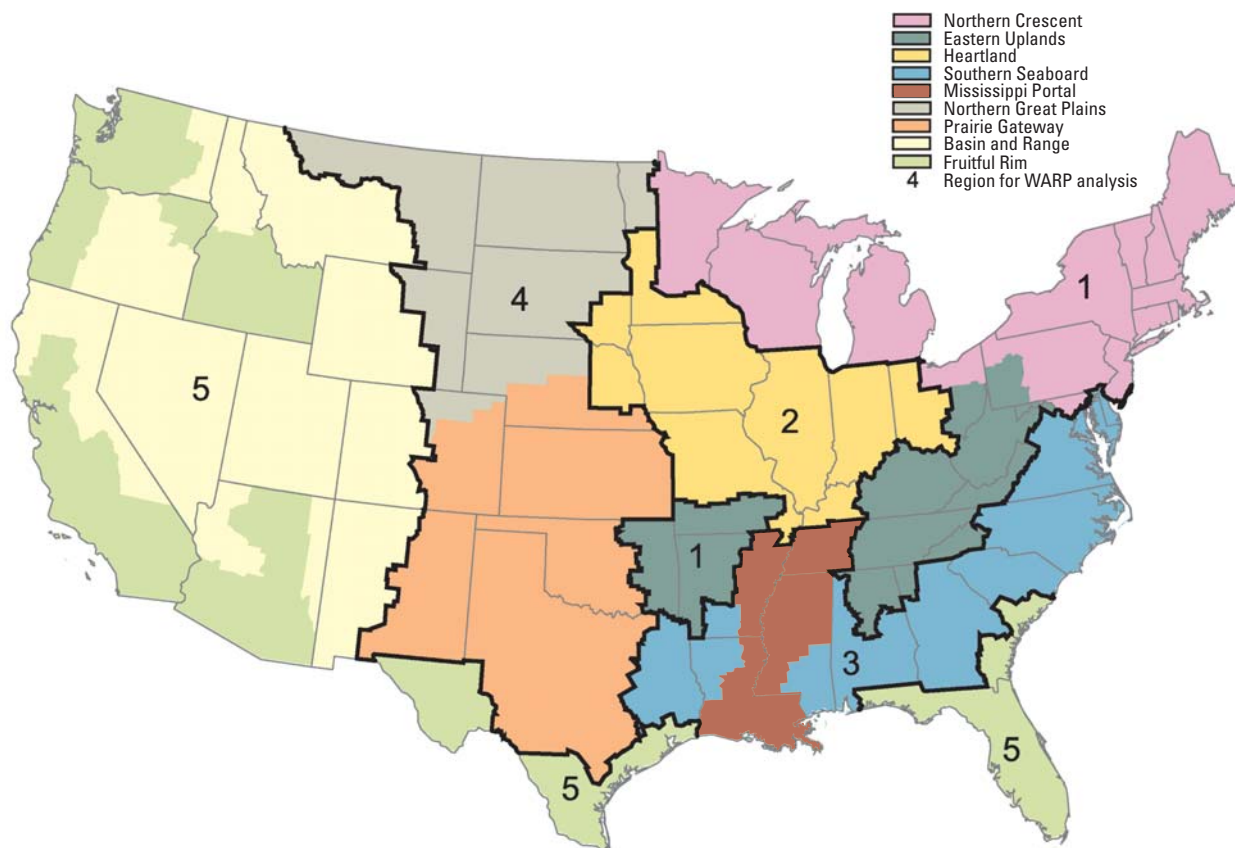 Northern Crescent
Eastern Uplands
Heartland
Southern Seaboard
Mississippi Portal
Northern Great Plains
Prairie Gateway
Basin and Range
Fruitful Rim
4 Region for WARP analysis
1
4
5
2
1
3
5
5